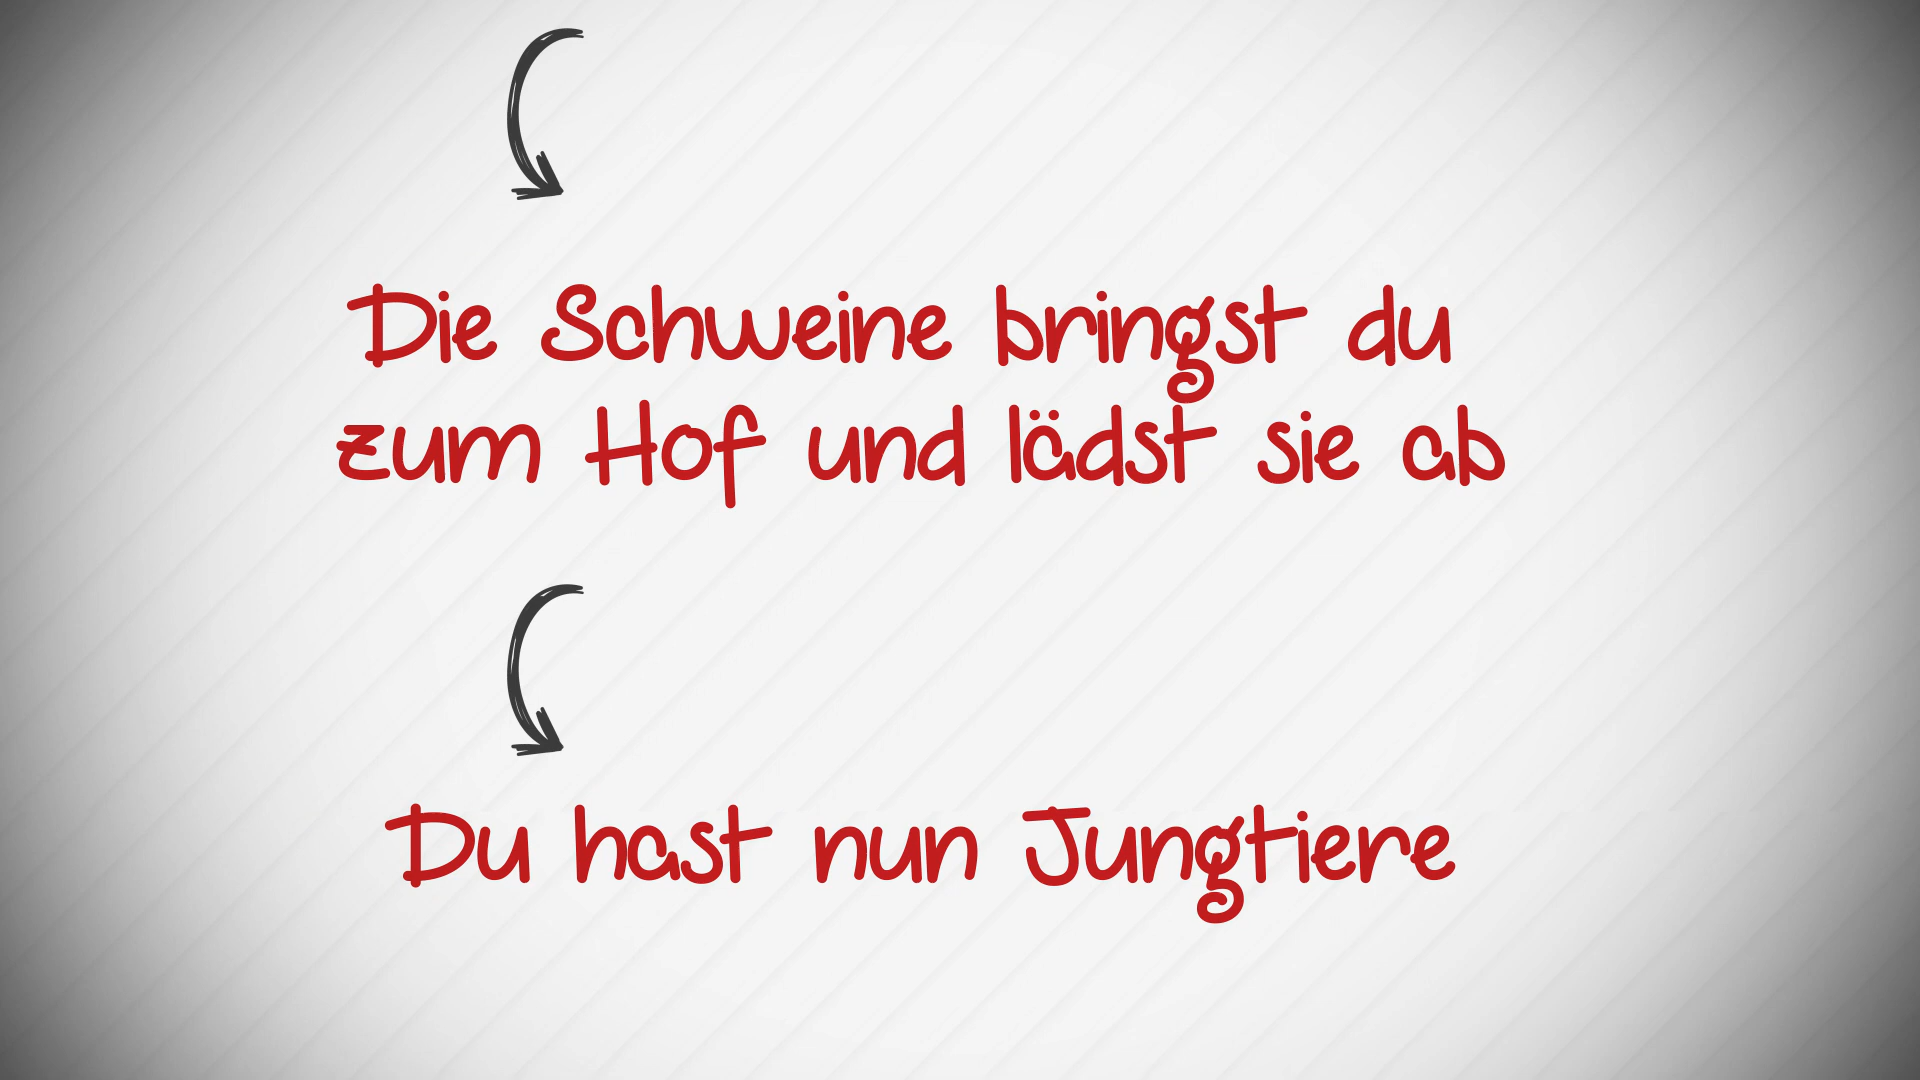 Die Schweine bringst du
zum Hof und lädst sie ab
Du hast nun Jungtiere